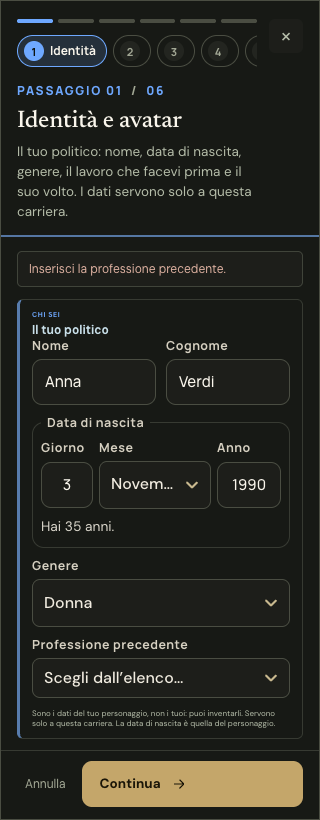 1 Identità 2 3 4
×
PASSAGGIO 01 / 06
Identità e avatar
Il tuo politico: nome, data di nascita,
genere, il lavoro che facevi prima e il
suo volto. I dati servono solo a questa
carriera.
Inserisci la professione precedente.
CHI SEI
Il tuo politico
Nome Cognome
Anna Verdi
Data di nascita
Giorno Mese Anno
3 Novem... 1990
Hai 35 anni.
Genere
Donna
Professione precedente
Scegli dall'elenco...
Sono i dati del tuo personaggio, non i tuoi: puoi inventarli. Servono
solo a questa carriera. La data di nascita è quella del personaggio.
Annulla Continua →